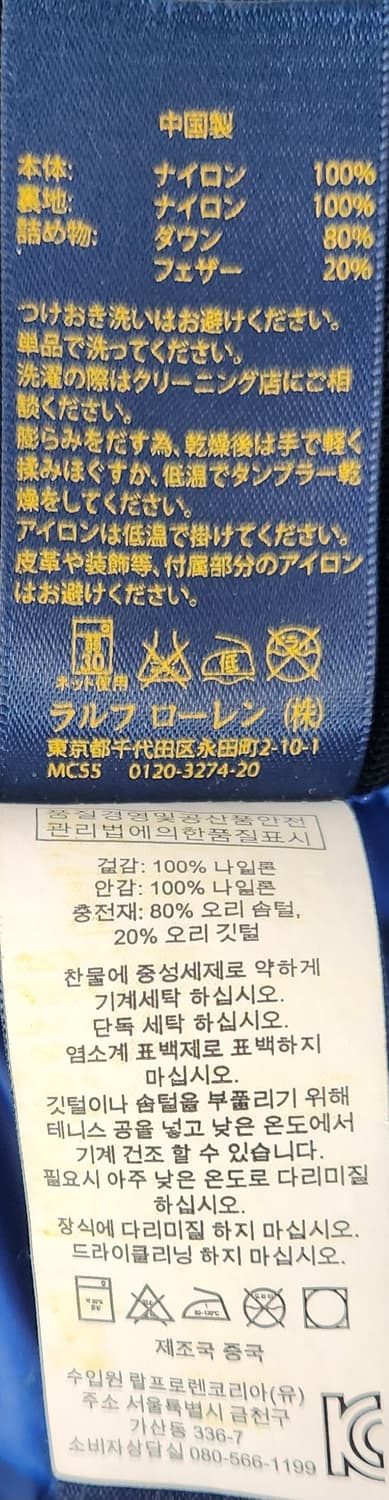 中国製
本体: ナイロン 100%
裏地: ナイロン 100%
詰め物: ダウン 80%
フェザー 20%
つけおき洗いはお避けください。
単品で洗ってください。
洗濯の際はクリーニング店にご相
談ください。
膨らみをだす為、乾燥後は手で軽く
揉みほぐすか、低温でタンブラー乾
燥をしてください。
アイロンは低温で掛けてください。
皮革や装飾等、付属部分のアイロン
はお避けください。
弱 30 低 ドライ
ネット使用
ラルフ ローレン (株)
東京都千代田区永田町2-10-1
MC55 0120-3274-20
품질경영및공산품안전
관리법에의한품질표시
겉감: 100% 나일론
안감: 100% 나일론
충전재: 80% 오리 솜털,
20% 오리 깃털
찬물에 중성세제로 약하게
기계세탁 하십시오.
단독 세탁 하십시오.
염소계 표백제로 표백하지
마십시오.
깃털이나 솜털을 부풀리기 위해
테니스 공을 넣고 낮은 온도에서
기계 건조 할 수 있습니다.
필요시 아주 낮은 온도로 다리미질
하십시오.
장식에 다리미질 하지 마십시오.
드라이클리닝 하지 마십시오.
제조국 중국
수입원 랄프로렌코리아(유)
주소 서울특별시 금천구
가산동 336-7
소비자상담실 080-566-1199